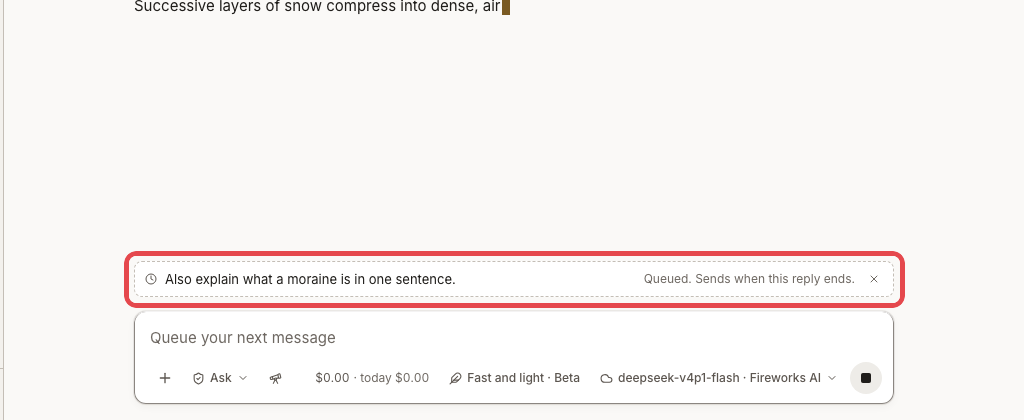 Successive layers of snow compress into dense, air
Also explain what a moraine is in one sentence. Queued. Sends when this reply ends.
Queue your next message
Ask $0.00 · today $0.00 Fast and light · Beta deepseek-v4p1-flash · Fireworks AI